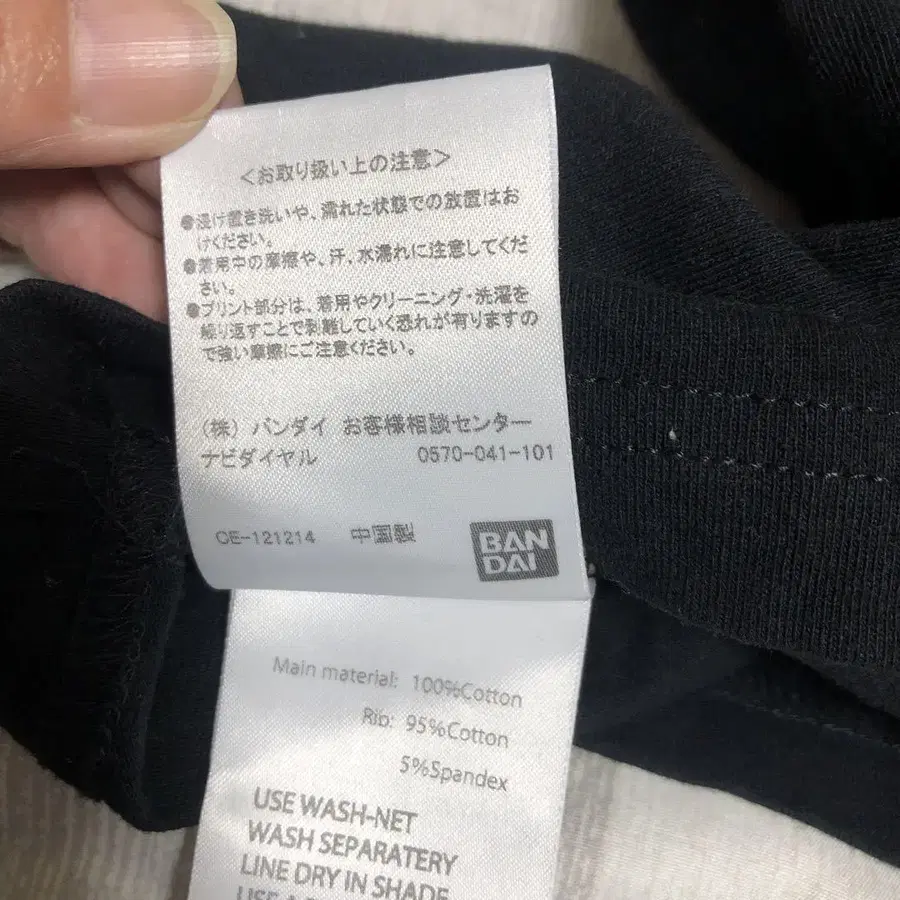 <お取り扱い上の注意>
●浸け置き洗いや、濡れた状態での放置はお
けください。
●着用中の摩擦や、汗、水濡れに注意してくだ
さい。
●プリント部分は、着用やクリーニング・洗濯を
繰り返すことで剥離していく恐れが有りますの
で強い摩擦にご注意ください。
(株) バンダイ お客様相談センター
ナビダイヤル 0570-041-101
CE-121214 中国製
BAN
DAI
Main material: 100%Cotton
Rib: 95%Cotton
5%Spandex
USE WASH-NET
WASH SEPARATERY
LINE DRY IN SHADE